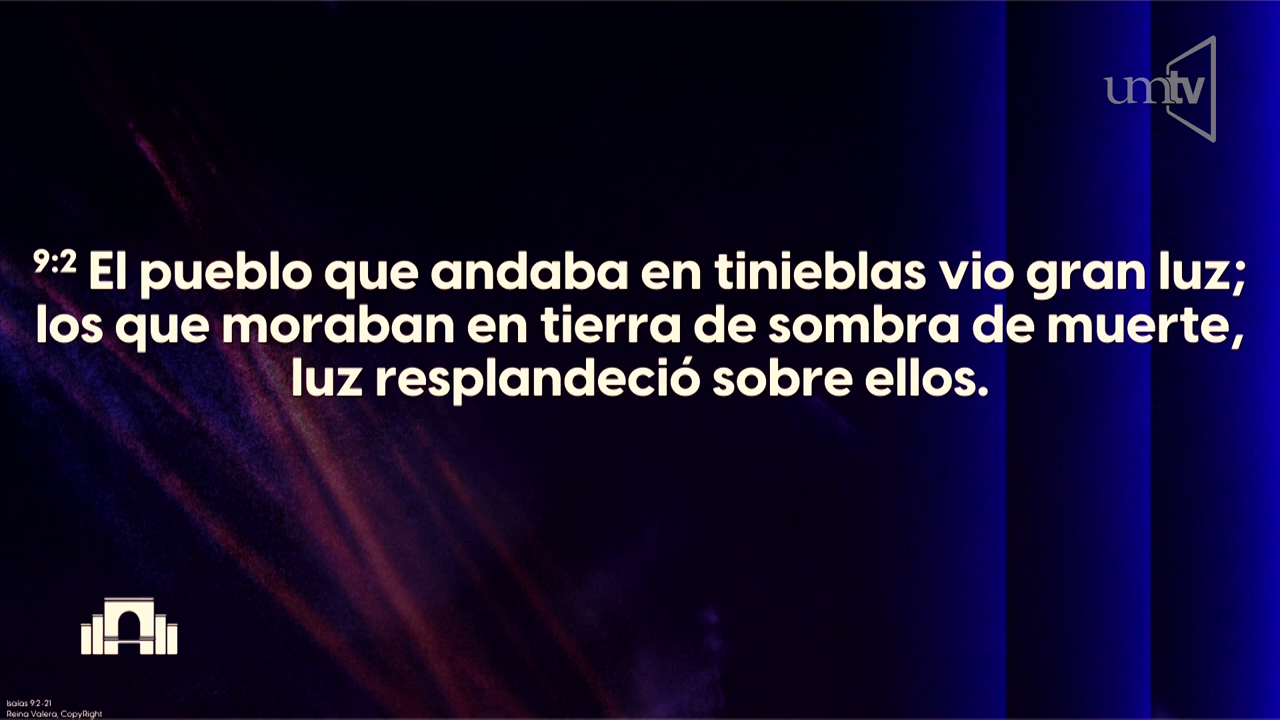 umtv
9:2 El pueblo que andaba en tinieblas vio gran luz;
los que moraban en tierra de sombra de muerte,
luz resplandeció sobre ellos.
Isaías 9:2-21
Reina Valera, CopyRight